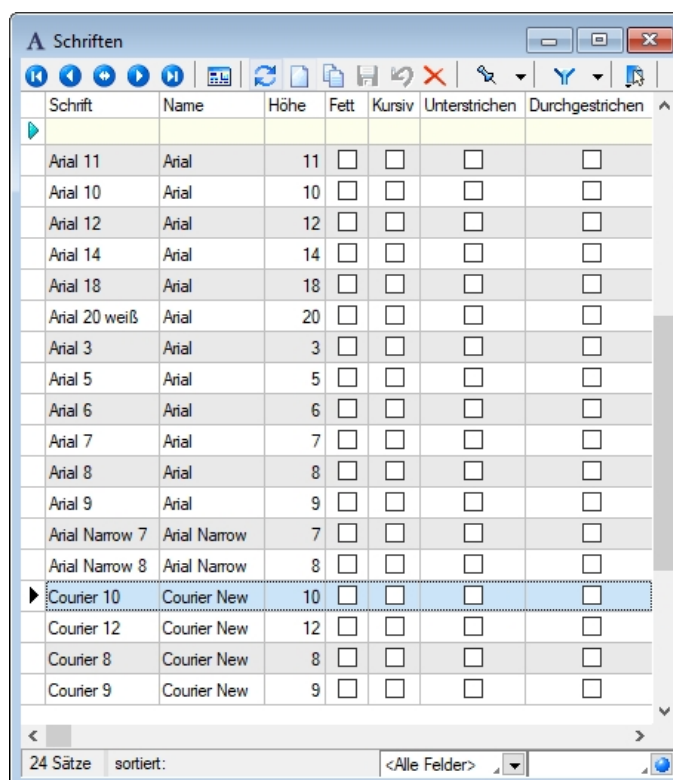 A Schriften
Schrift Name Höhe Fett Kursiv Unterstrichen Durchgestrichen
Arial 11 Arial 11
Arial 10 Arial 10
Arial 12 Arial 12
Arial 14 Arial 14
Arial 18 Arial 18
Arial 20 weiß Arial 20
Arial 3 Arial 3
Arial 5 Arial 5
Arial 6 Arial 6
Arial 7 Arial 7
Arial 8 Arial 8
Arial 9 Arial 9
Arial Narrow 7 Arial Narrow 7
Arial Narrow 8 Arial Narrow 8
Courier 10 Courier New 10
Courier 12 Courier New 12
Courier 8 Courier New 8
Courier 9 Courier New 9
24 Sätze sortiert: <Alle Felder>